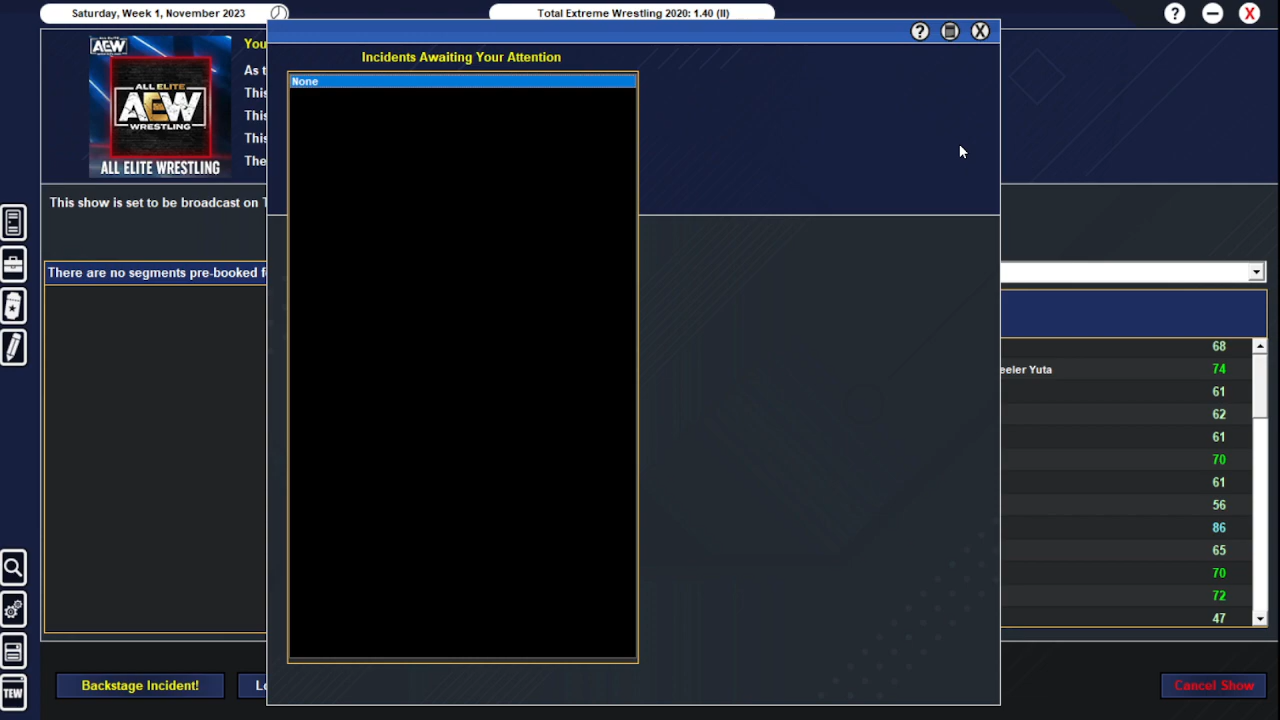 Saturday, Week 1, November 2023
Total Extreme Wrestling 2020: 1.40 (II)
?
X
AEW
ALL ELITE
AEW
WRESTLING
ALL ELITE WRESTLING
You
As t
This
This
This
The
?
X
Incidents Awaiting Your Attention
None
This show is set to be broadcast on T
There are no segments pre-booked f
68
eeler Yuta 74
61
62
61
70
61
56
86
65
70
72
47
TEW
Backstage Incident!
Lo
Cancel Show